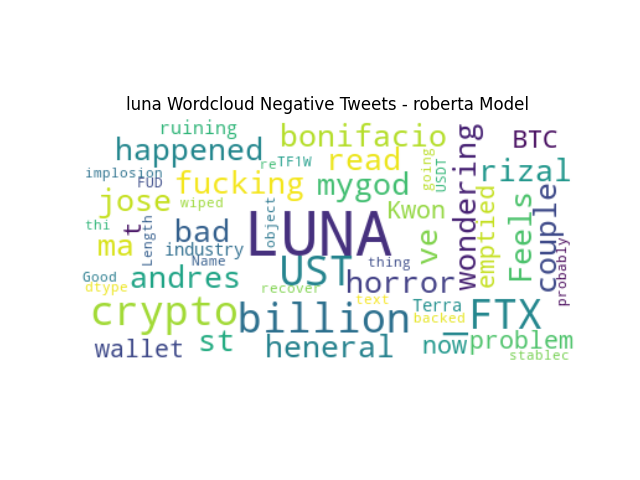 luna Wordcloud Negative Tweets - roberta Model
ruining
bonifacio
wondering
BTC
happened
reTF1W
read
going
USDT
rizal
implosion
FUD
fucking
mygod
emptied
Feels
couple
jose
wiped
object
Kwon
thi
t
Length
bad
LUNA
ve
probably
ma
industry
Name
UST
thing
horror
Good
dtype
andres
recover
text
Terra
crypto
billion
backed
_FTX
wallet
st
heneral
now
problem
stablec